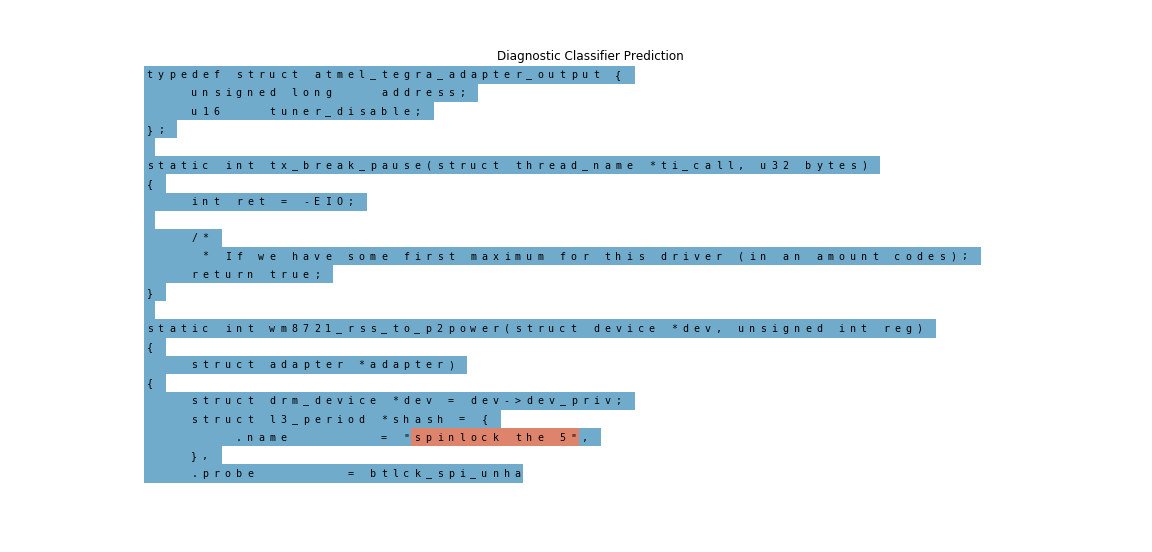 Diagnostic Classifier Prediction
typedef struct atmel_tegra_adapter_output {
unsigned long address;
u16 tuner_disable;
};
static int tx_break_pause(struct thread_name *ti_call, u32 bytes)
{
int ret = -EIO;
/*
* If we have some first maximum for this driver (in an amount codes);
return true;
}
static int wm8721_rss_to_p2power(struct device *dev, unsigned int reg)
{
struct adapter *adapter)
{
struct drm_device *dev = dev->dev_priv;
struct l3_period *shash = {
.name = "spinlock the 5",
},
.probe = btlck_spi_unha